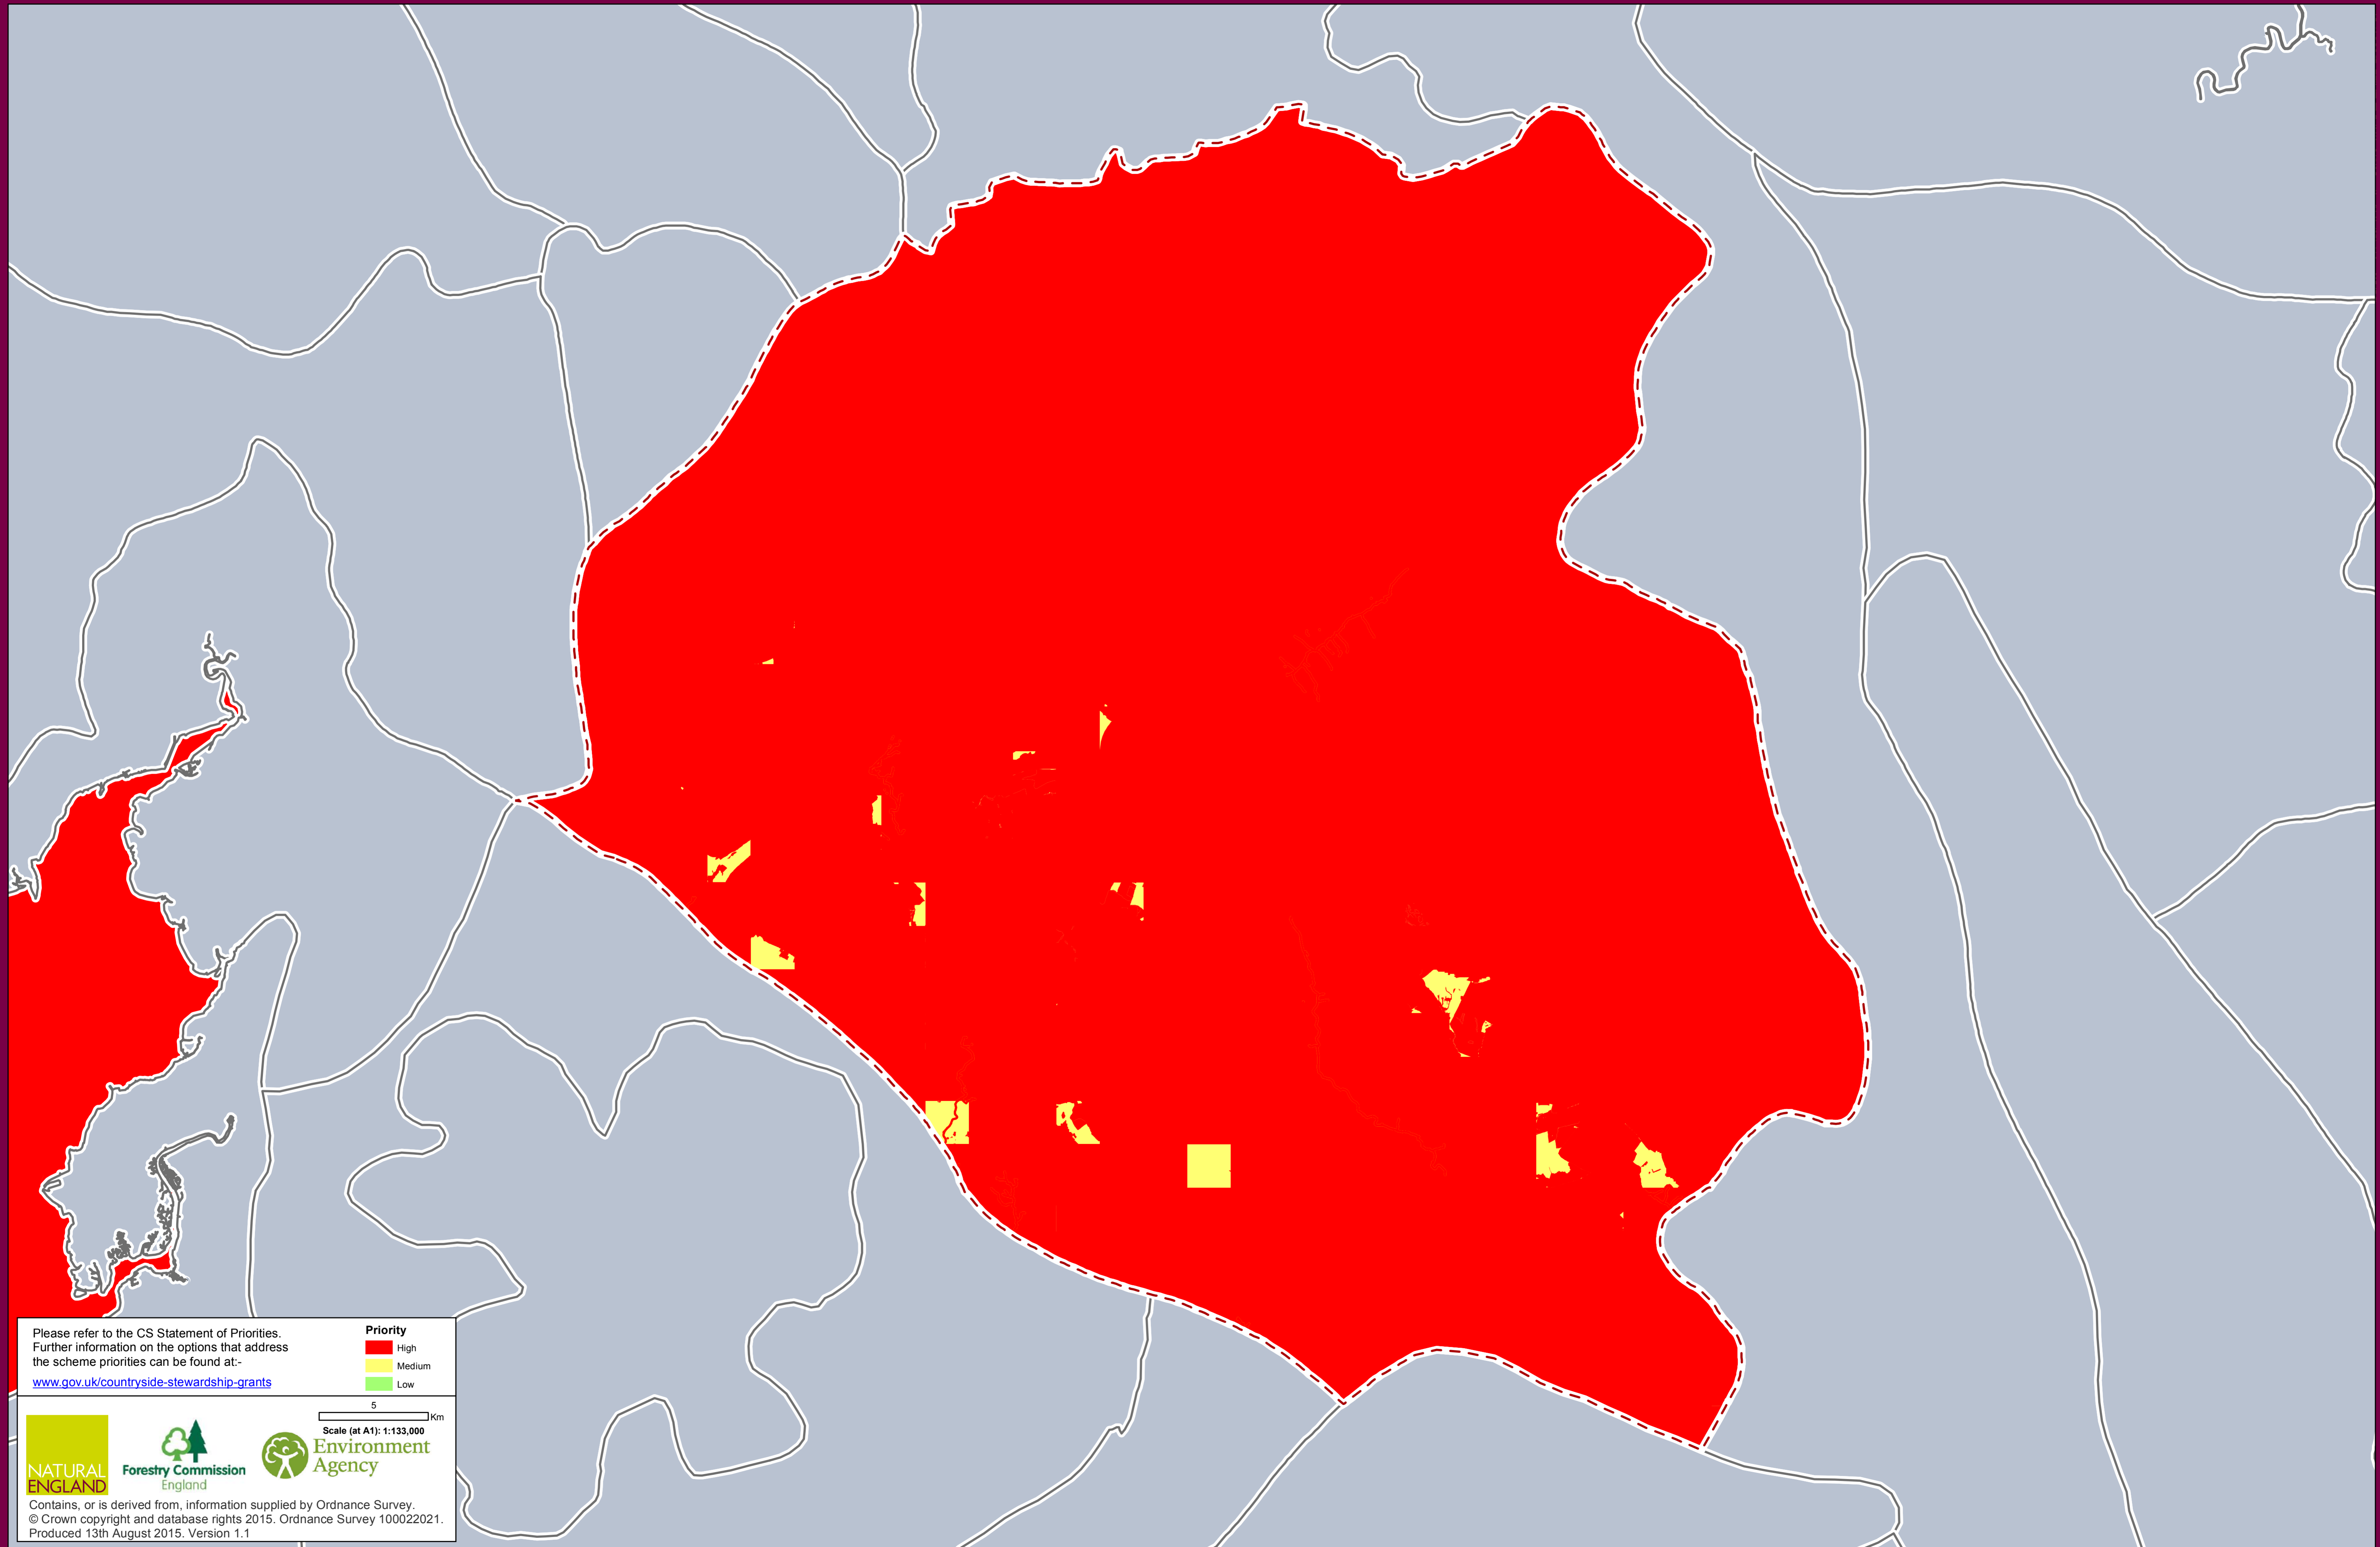 Please refer to the CS Statement of Priorities.
Further information on the options that address
the scheme priorities can be found at:-
www.gov.uk/countryside-stewardship-grants
Priority
High
Medium
Low
5
Km
Scale (at A1): 1:133,000
NATURAL
ENGLAND
Forestry Commission
England
Environment
Agency
Contains, or is derived from, information supplied by Ordnance Survey.
© Crown copyright and database rights 2015. Ordnance Survey 100022021.
Produced 13th August 2015. Version 1.1